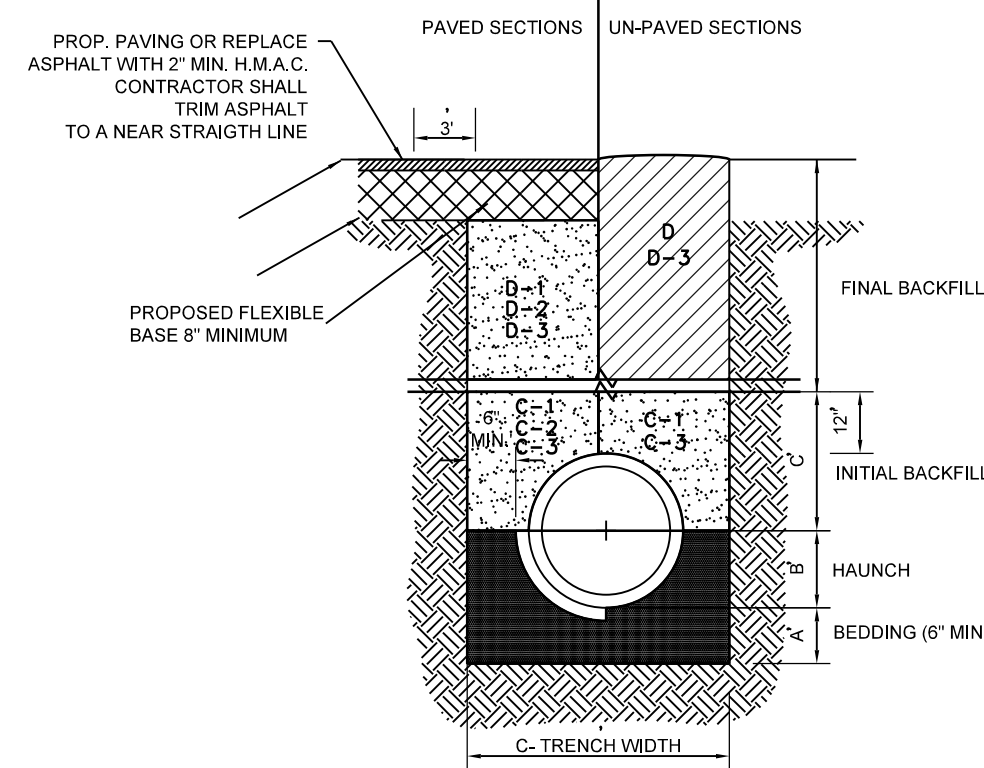 PAVED SECTIONS
UN-PAVED SECTIONS
PROP. PAVING OR REPLACE
ASPHALT WITH 2" MIN. H.M.A.C.
CONTRACTOR SHALL
TRIM ASPHALT
TO A NEAR STRAIGTH LINE
3'
D
D-3
D-1
D-2
D-3
FINAL BACKFILL
PROPOSED FLEXIBLE
BASE 8" MINIMUM
6"
MIN.
C-1
C-2
C-3
C-1
C-3
12"
C
INITIAL BACKFILL
B
HAUNCH
A
BEDDING (6" MIN
C- TRENCH WIDTH